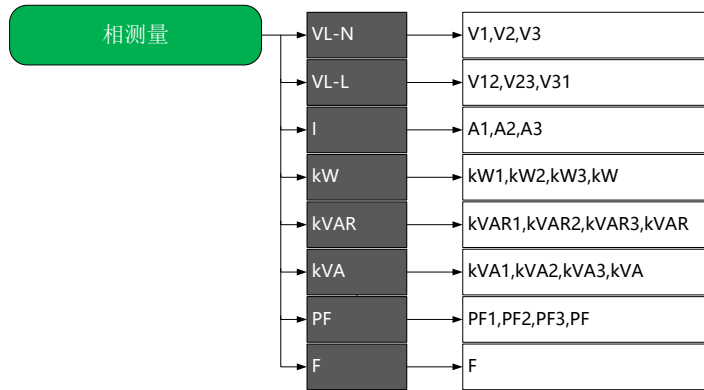 相测量
VL-N
V1,V2,V3
VL-L
V12,V23,V31
I
A1,A2,A3
kW
kW1,kW2,kW3,kW
kVAR
kVAR1,kVAR2,kVAR3,kVAR
kVA
kVA1,kVA2,kVA3,kVA
PF
PF1,PF2,PF3,PF
F
F